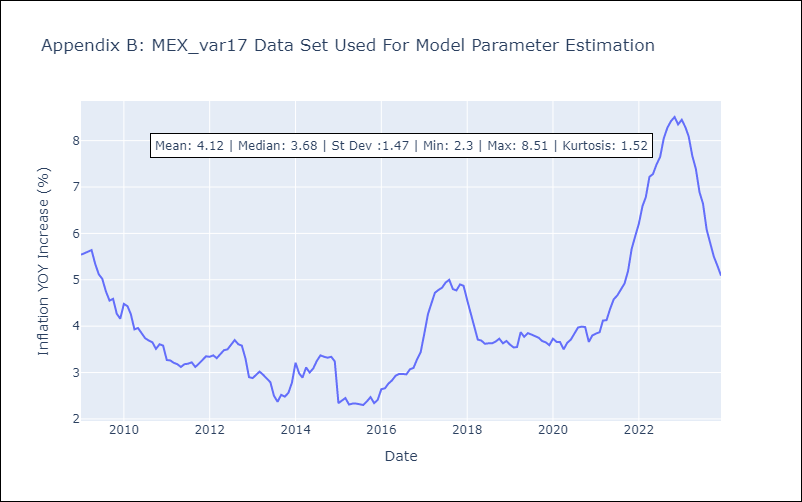 Appendix B: MEX_var17 Data Set Used For Model Parameter Estimation
Mean: 4.12 | Median: 3.68 | St Dev :1.47 | Min: 2.3 | Max: 8.51 | Kurtosis: 1.52
Inflation YOY Increase (%)
8
7
6
5
4
3
2
2010 2012 2014 2016 2018 2020 2022
Date